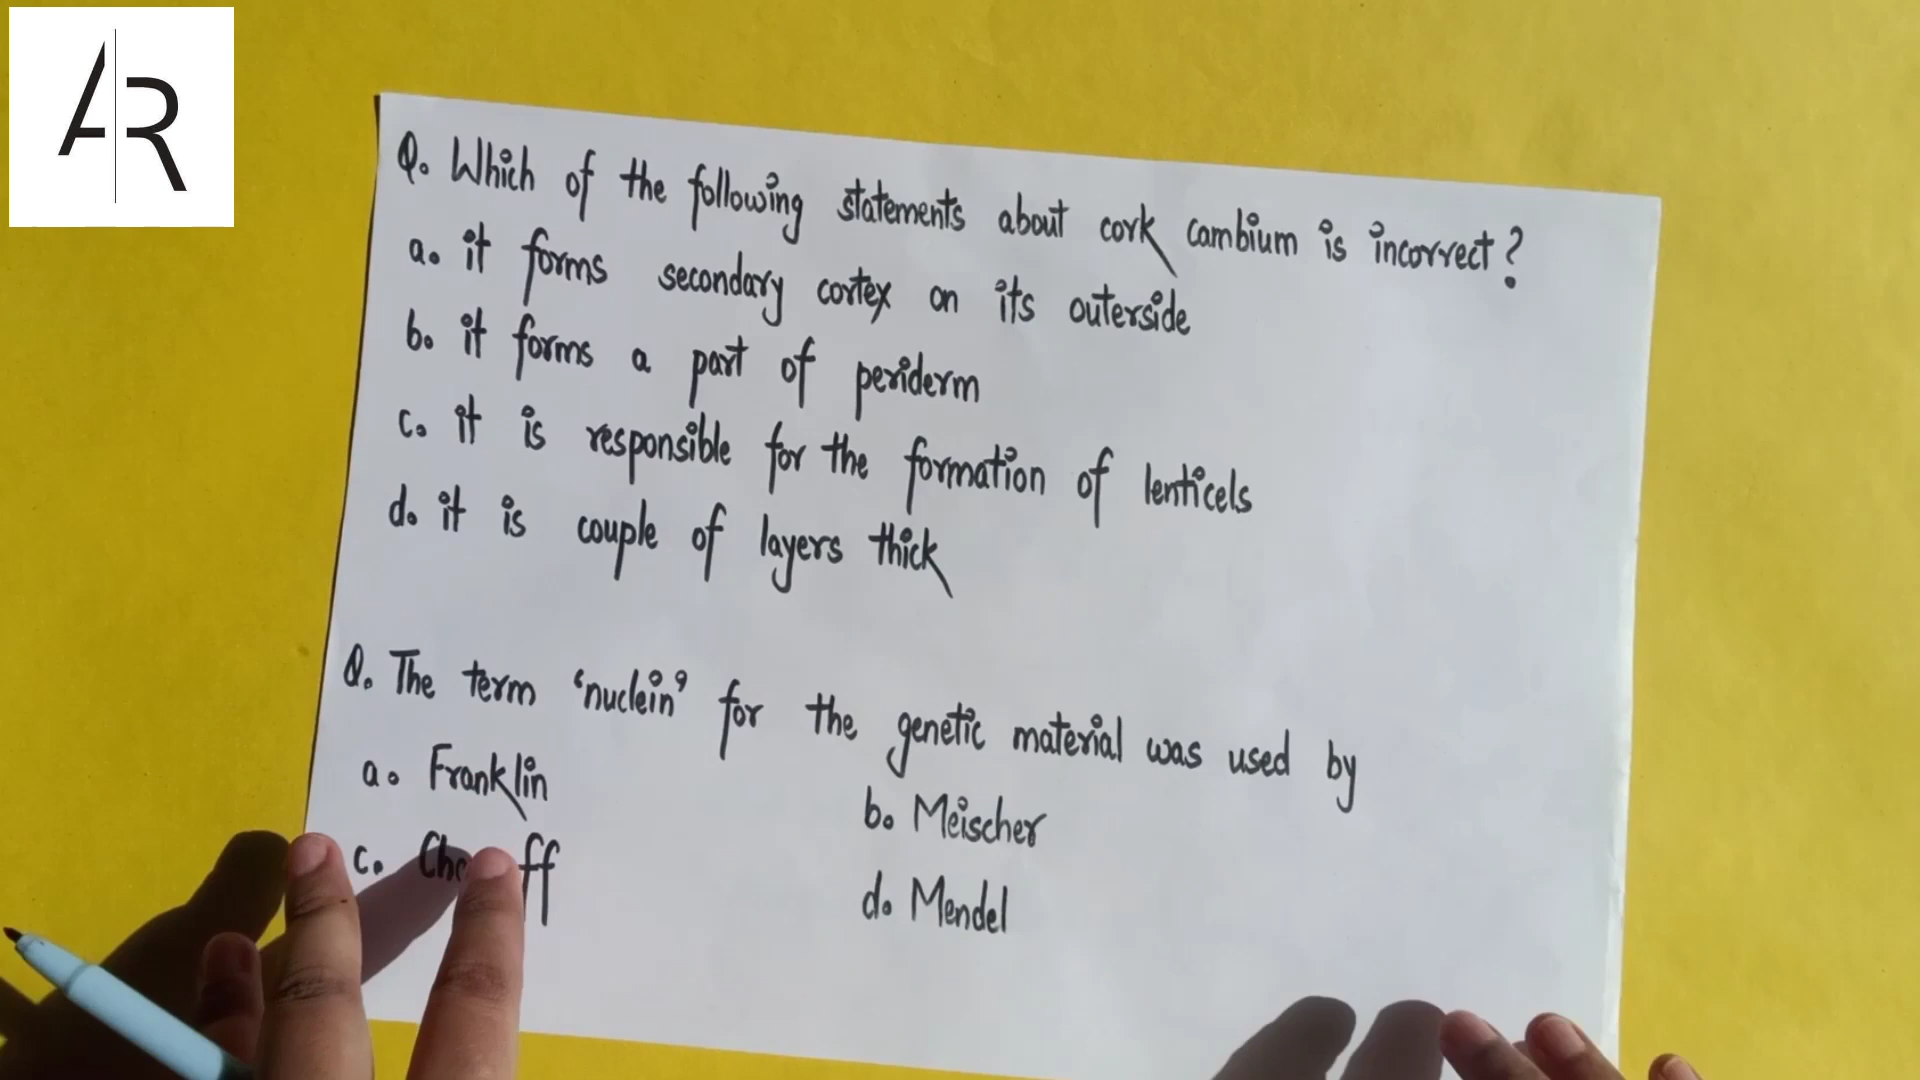 AR
Q. Which of the following statements about cork cambium is incorrect?
a. it forms secondary cortex on its outerside
b. it forms a part of periderm
c. it is responsible for the formation of lenticels
d. it is couple of layers thick
Q. The term 'nuclein' for the genetic material was used by
a. Franklin
b. Meischer
c.
d. Mendel